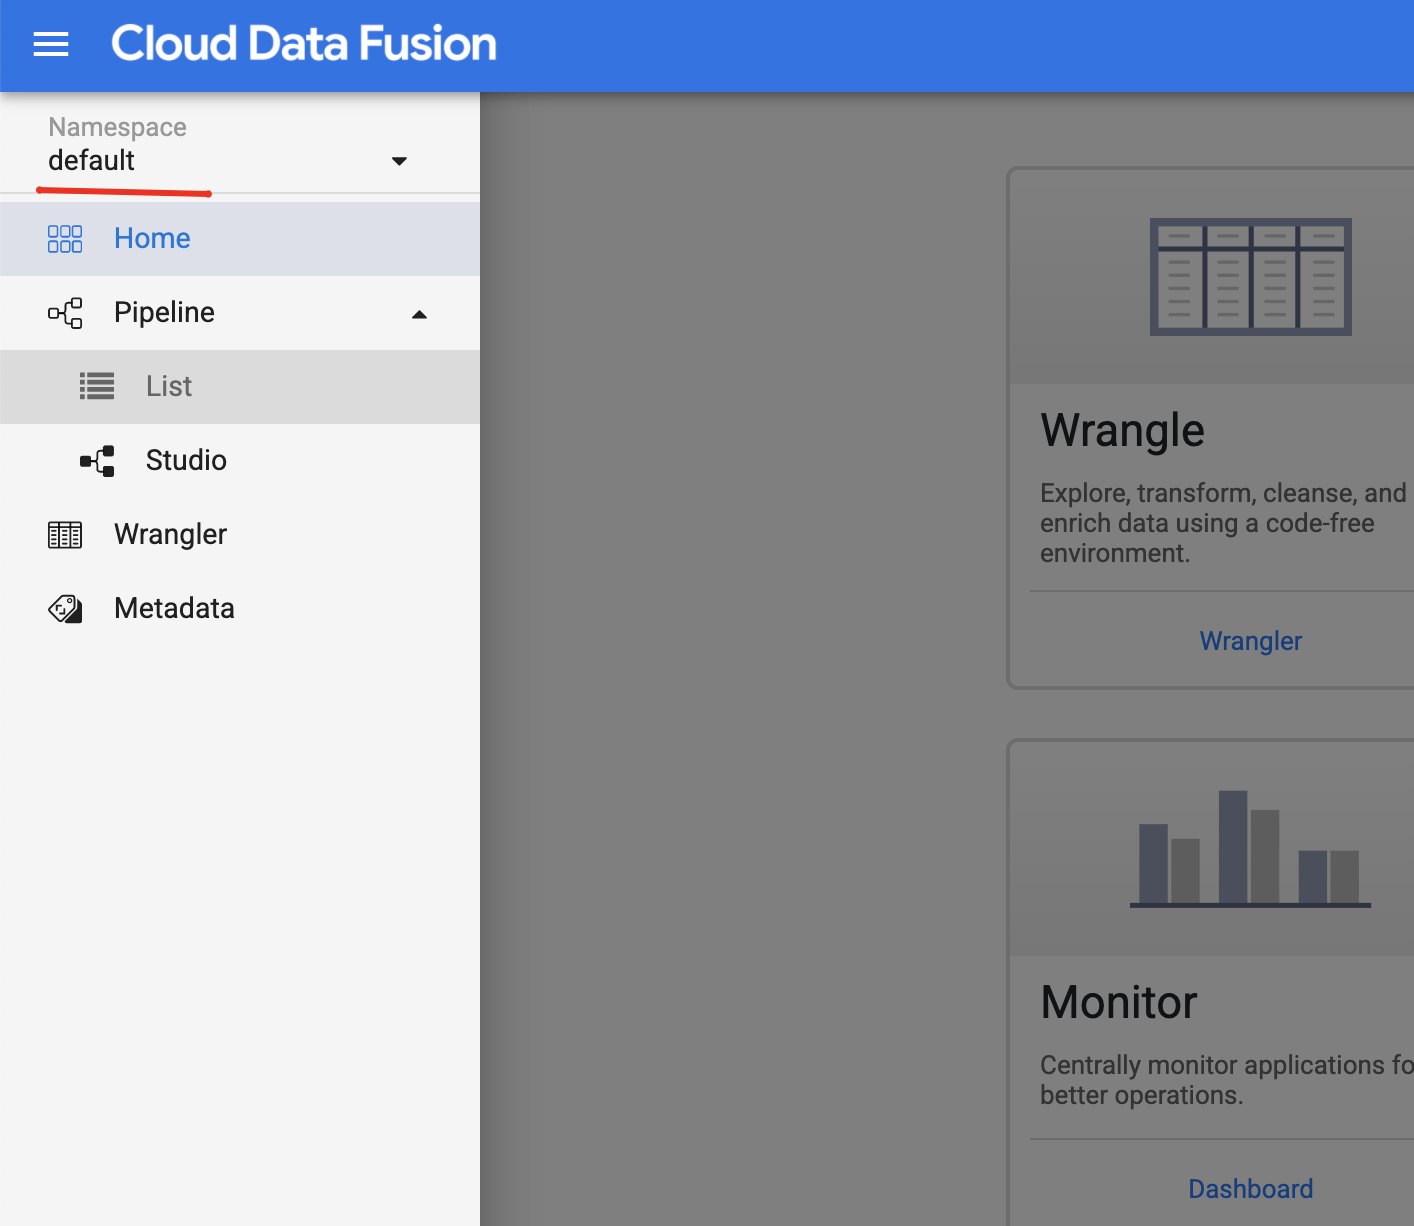 Cloud Data Fusion
Namespace
default
Home
Pipeline
List
Studio
Wrangler
Metadata
Wrangle
Explore, transform, cleanse, and
enrich data using a code-free
environment.
Wrangler
Monitor
Centrally monitor applications fo
better operations.
Dashboard